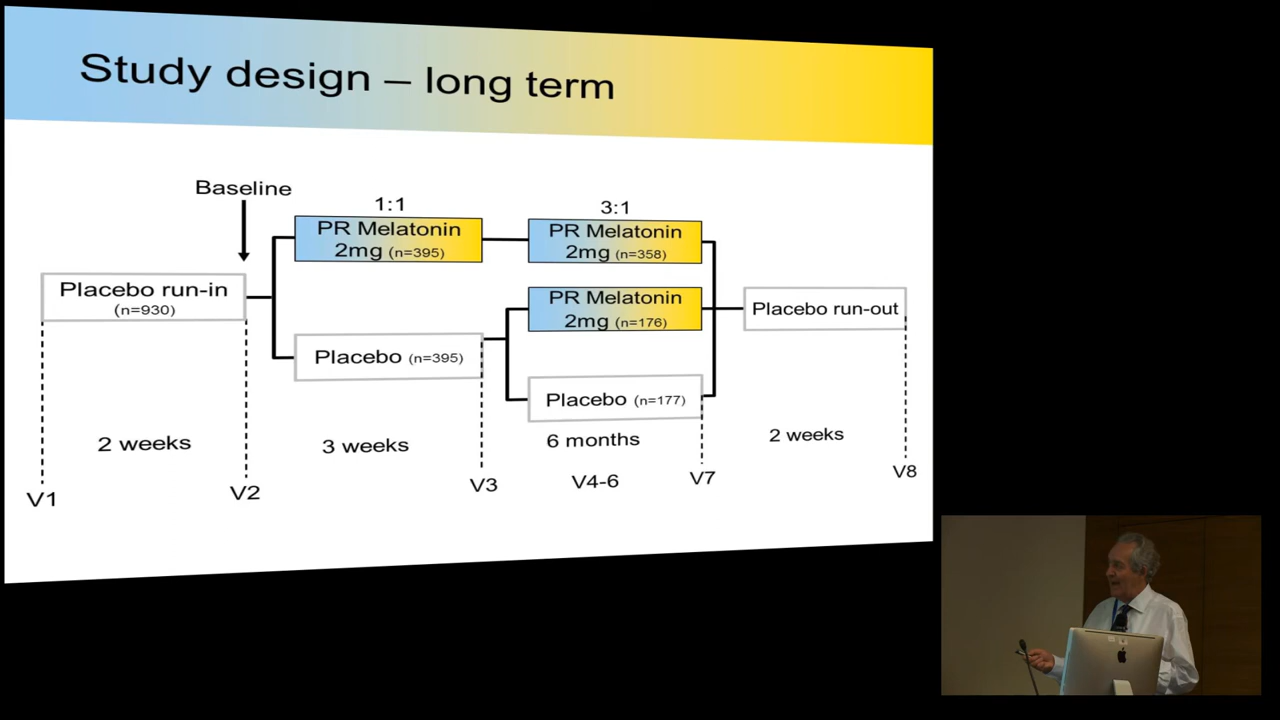 Study design – long term
Baseline
1:1
3:1
PR Melatonin
2mg (n=395)
PR Melatonin
2mg (n=358)
Placebo run-in
(n=930)
PR Melatonin
2mg (n=176)
Placebo run-out
Placebo (n=395)
Placebo (n=177)
2 weeks
3 weeks
6 months
2 weeks
V1
V2
V3
V4-6
V7
V8